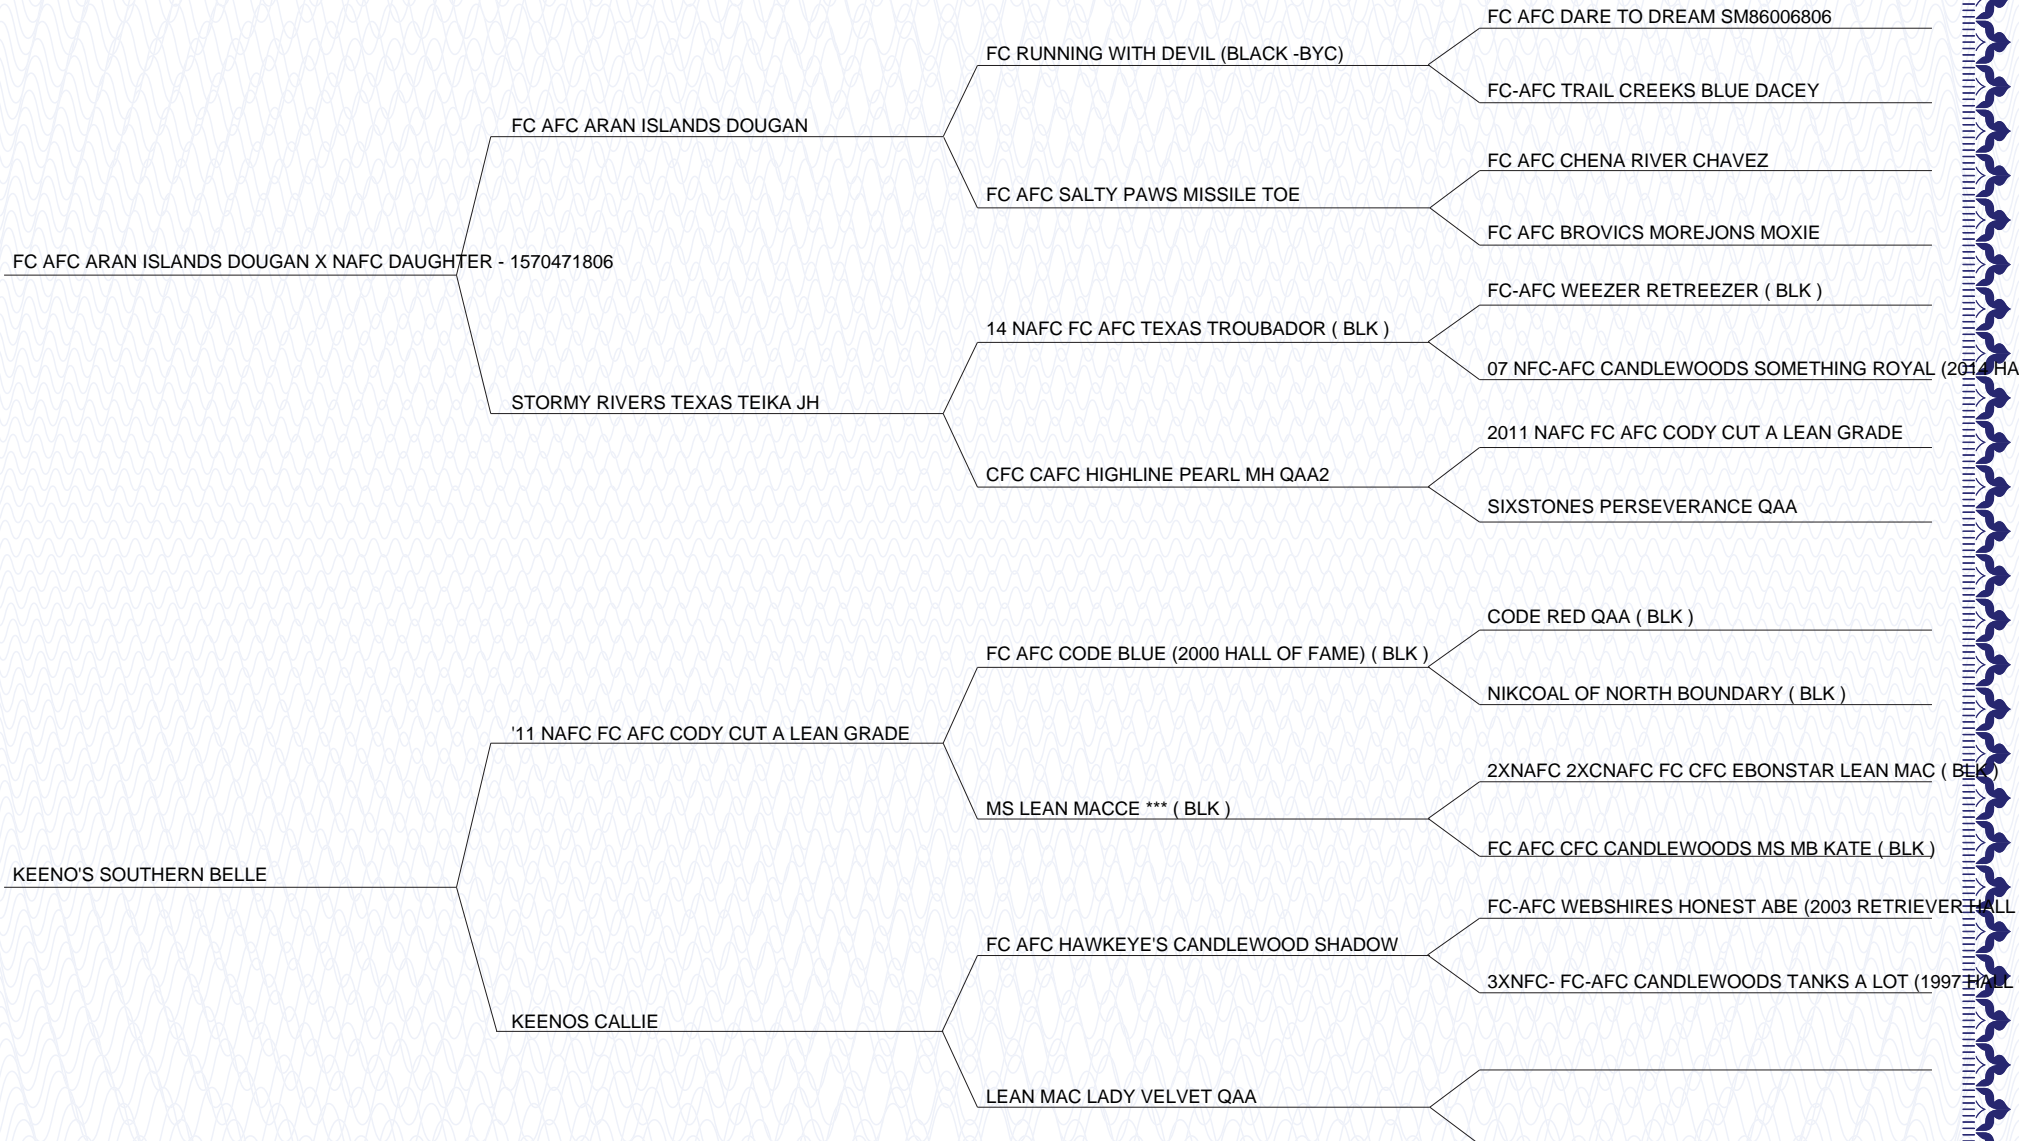 FC AFC DARE TO DREAM SM86006806
FC RUNNING WITH DEVIL (BLACK -BYC)
FC-AFC TRAIL CREEKS BLUE DACEY
FC AFC ARAN ISLANDS DOUGAN
FC AFC CHENA RIVER CHAVEZ
FC AFC SALTY PAWS MISSILE TOE
FC AFC BROVICS MOREJONS MOXIE
FC AFC ARAN ISLANDS DOUGAN X NAFC DAUGHTER - 1570471806
FC-AFC WEEZER RETREEZER ( BLK )
14 NAFC FC AFC TEXAS TROUBADOR ( BLK )
07 NFC-AFC CANDLEWOODS SOMETHING ROYAL (2014 HA
STORMY RIVERS TEXAS TEIKA JH
2011 NAFC FC AFC CODY CUT A LEAN GRADE
CFC CAFC HIGHLINE PEARL MH QAA2
SIXSTONES PERSEVERANCE QAA
CODE RED QAA ( BLK )
FC AFC CODE BLUE (2000 HALL OF FAME) ( BLK )
NIKCOAL OF NORTH BOUNDARY ( BLK )
'11 NAFC FC AFC CODY CUT A LEAN GRADE
2XNAFC 2XCNAFC FC CFC EBONSTAR LEAN MAC ( BLK )
MS LEAN MACCE *** ( BLK )
FC AFC CFC CANDLEWOODS MS MB KATE ( BLK )
KEENO'S SOUTHERN BELLE
FC-AFC WEBSHIRES HONEST ABE (2003 RETRIEVER HALL
FC AFC HAWKEYE'S CANDLEWOOD SHADOW
3XNFC- FC-AFC CANDLEWOODS TANKS A LOT (1997 HALL
KEENOS CALLIE
LEAN MAC LADY VELVET QAA